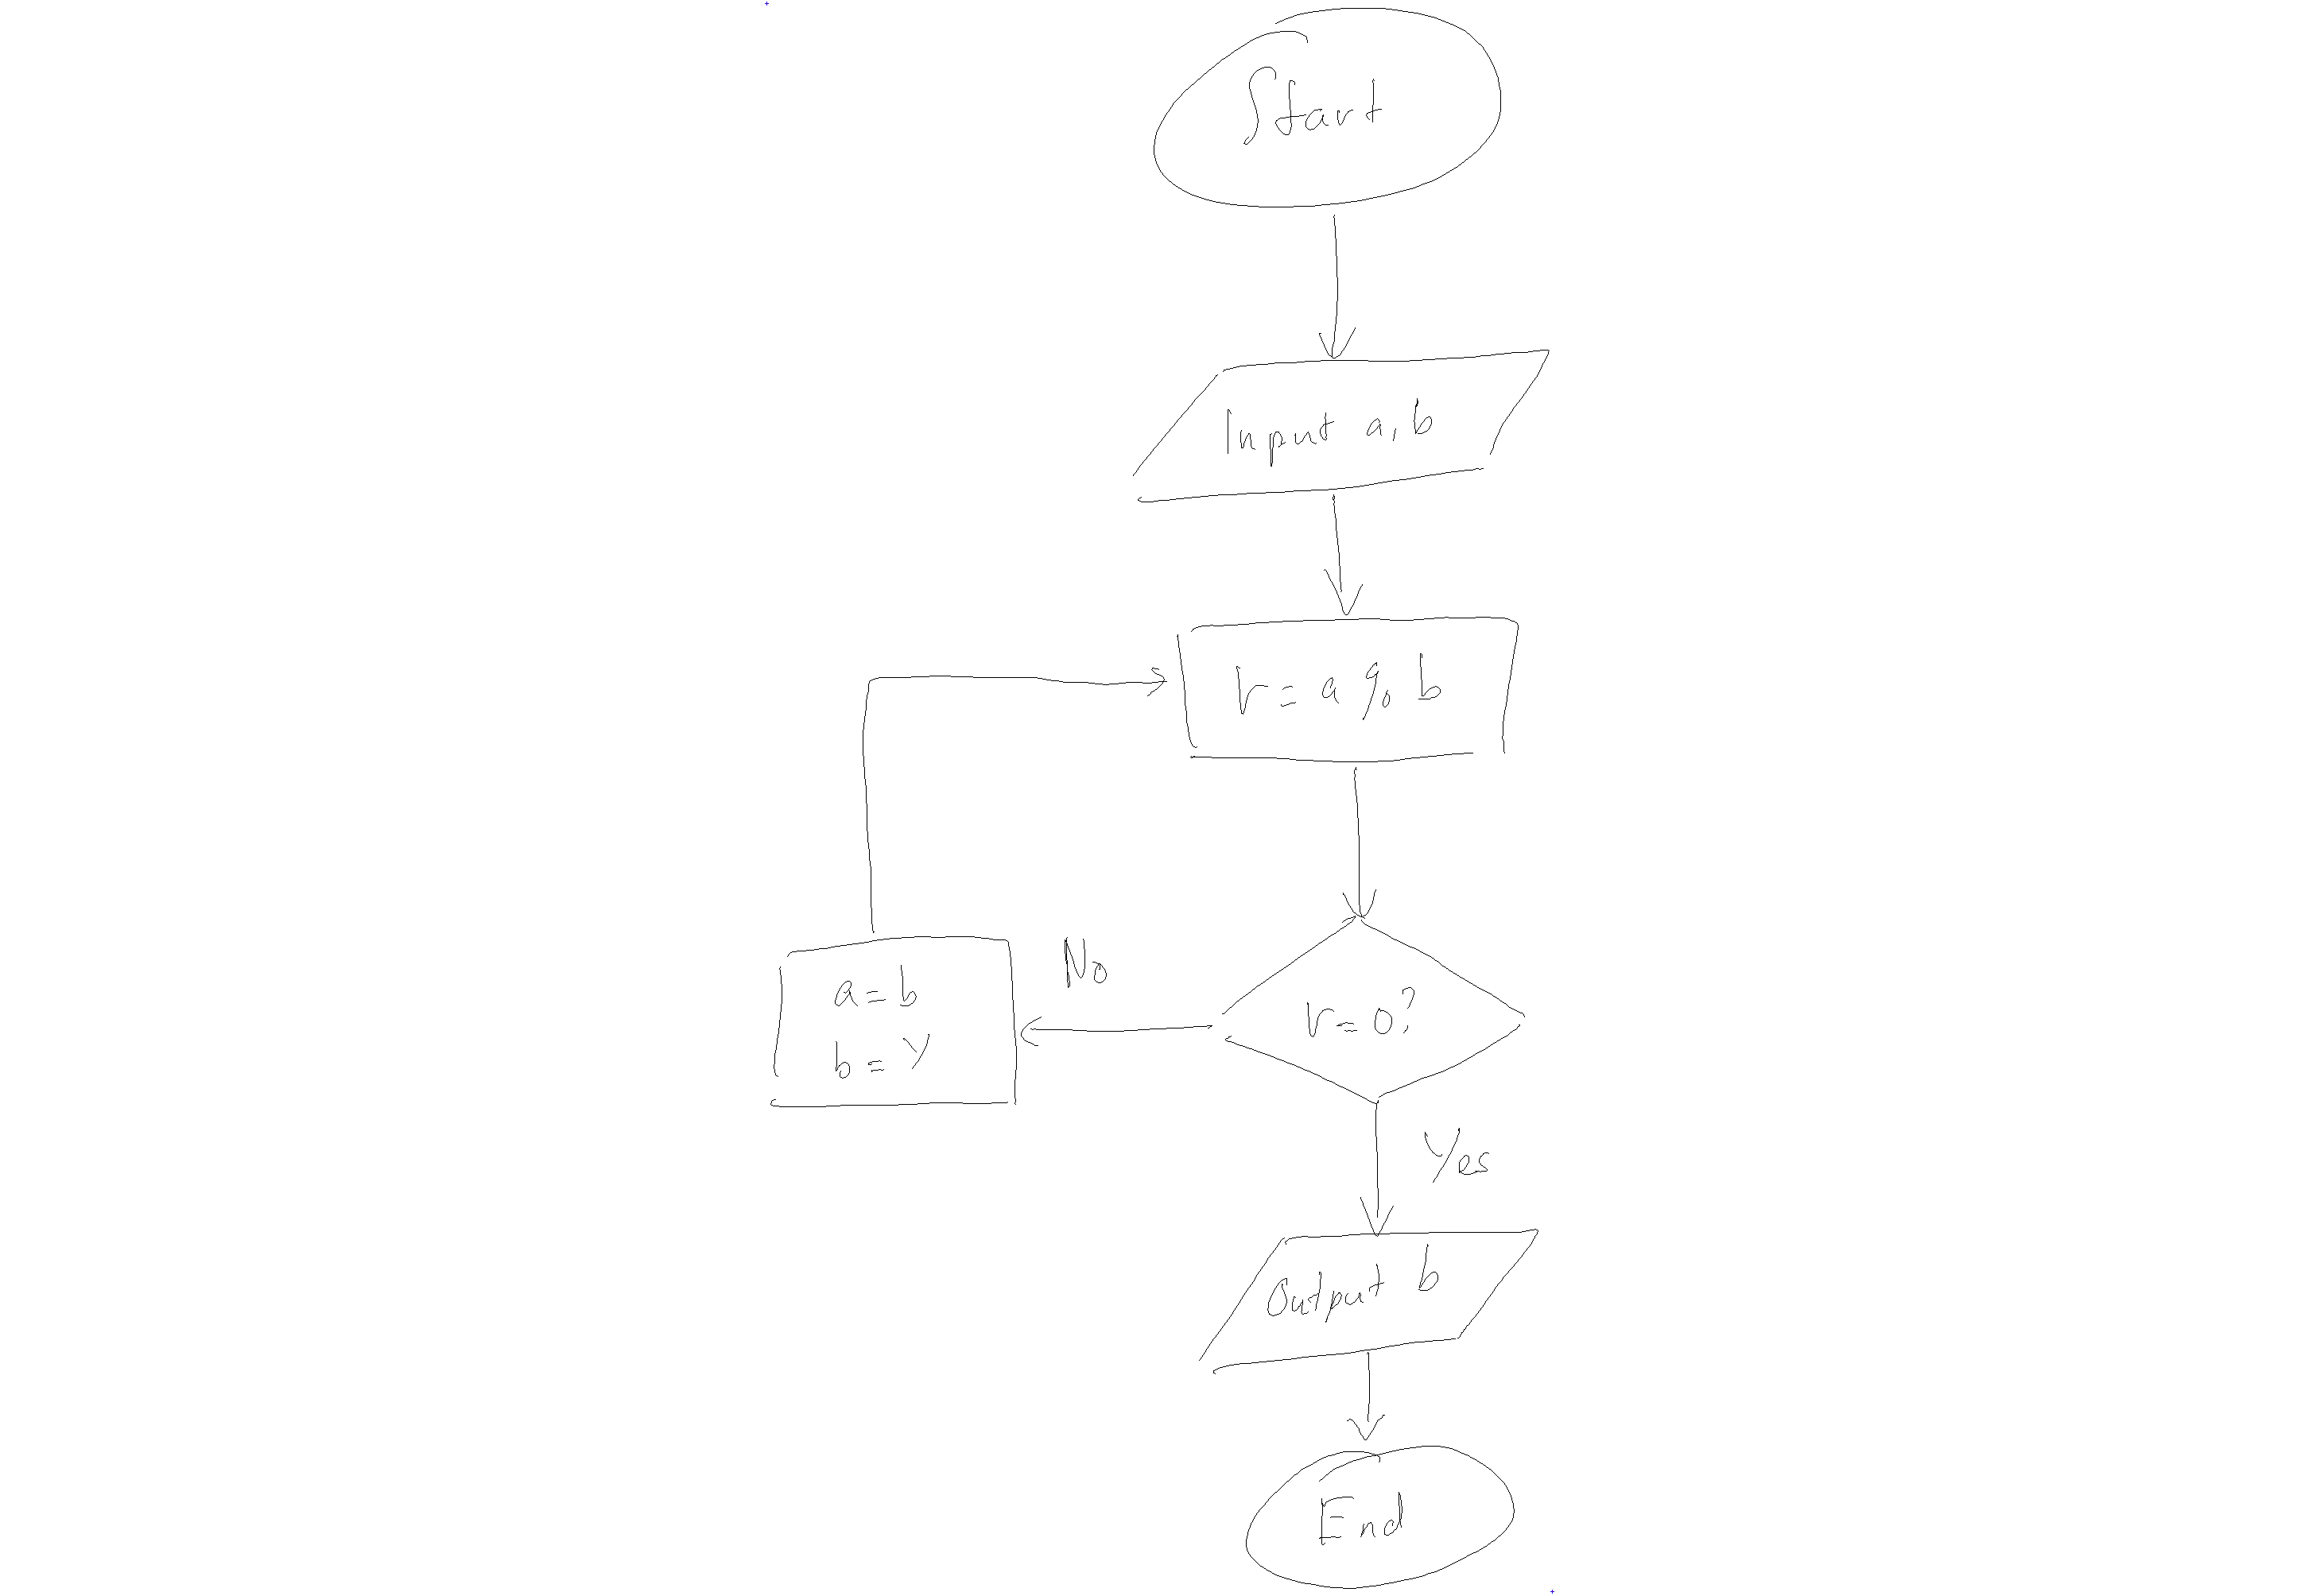 Start
Input a, b
r = a % b
r = 0?
No
a = b
b = r
Yes
Output b
End